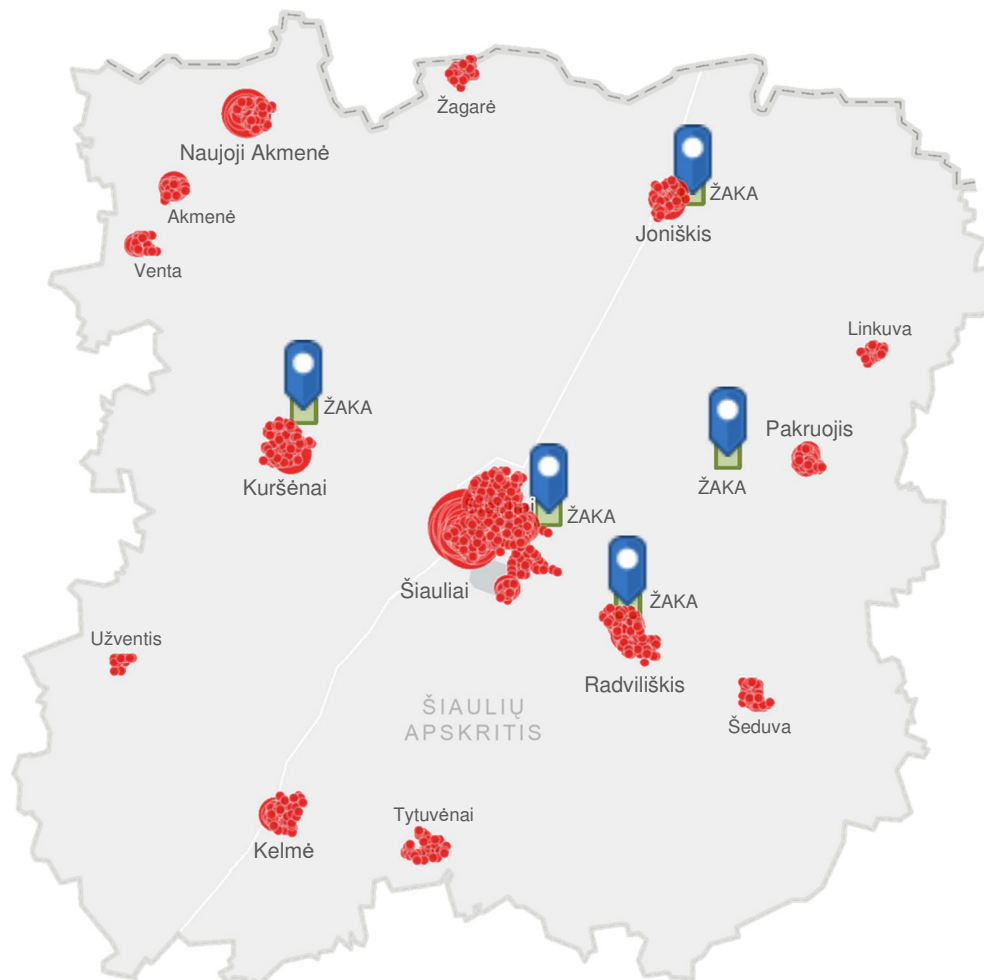 Žagarė
Naujoji Akmenė
ŽAKA
Akmenė
Joniškis
Venta
Linkuva
ŽAKA
Pakruojis
Kuršėnai
ŽAKA
ŽAKA
Šiauliai
ŽAKA
Užventis
Radviliškis
ŠIAULIŲ
APSKRITIS
Šeduva
Tytuvėnai
Kelmė